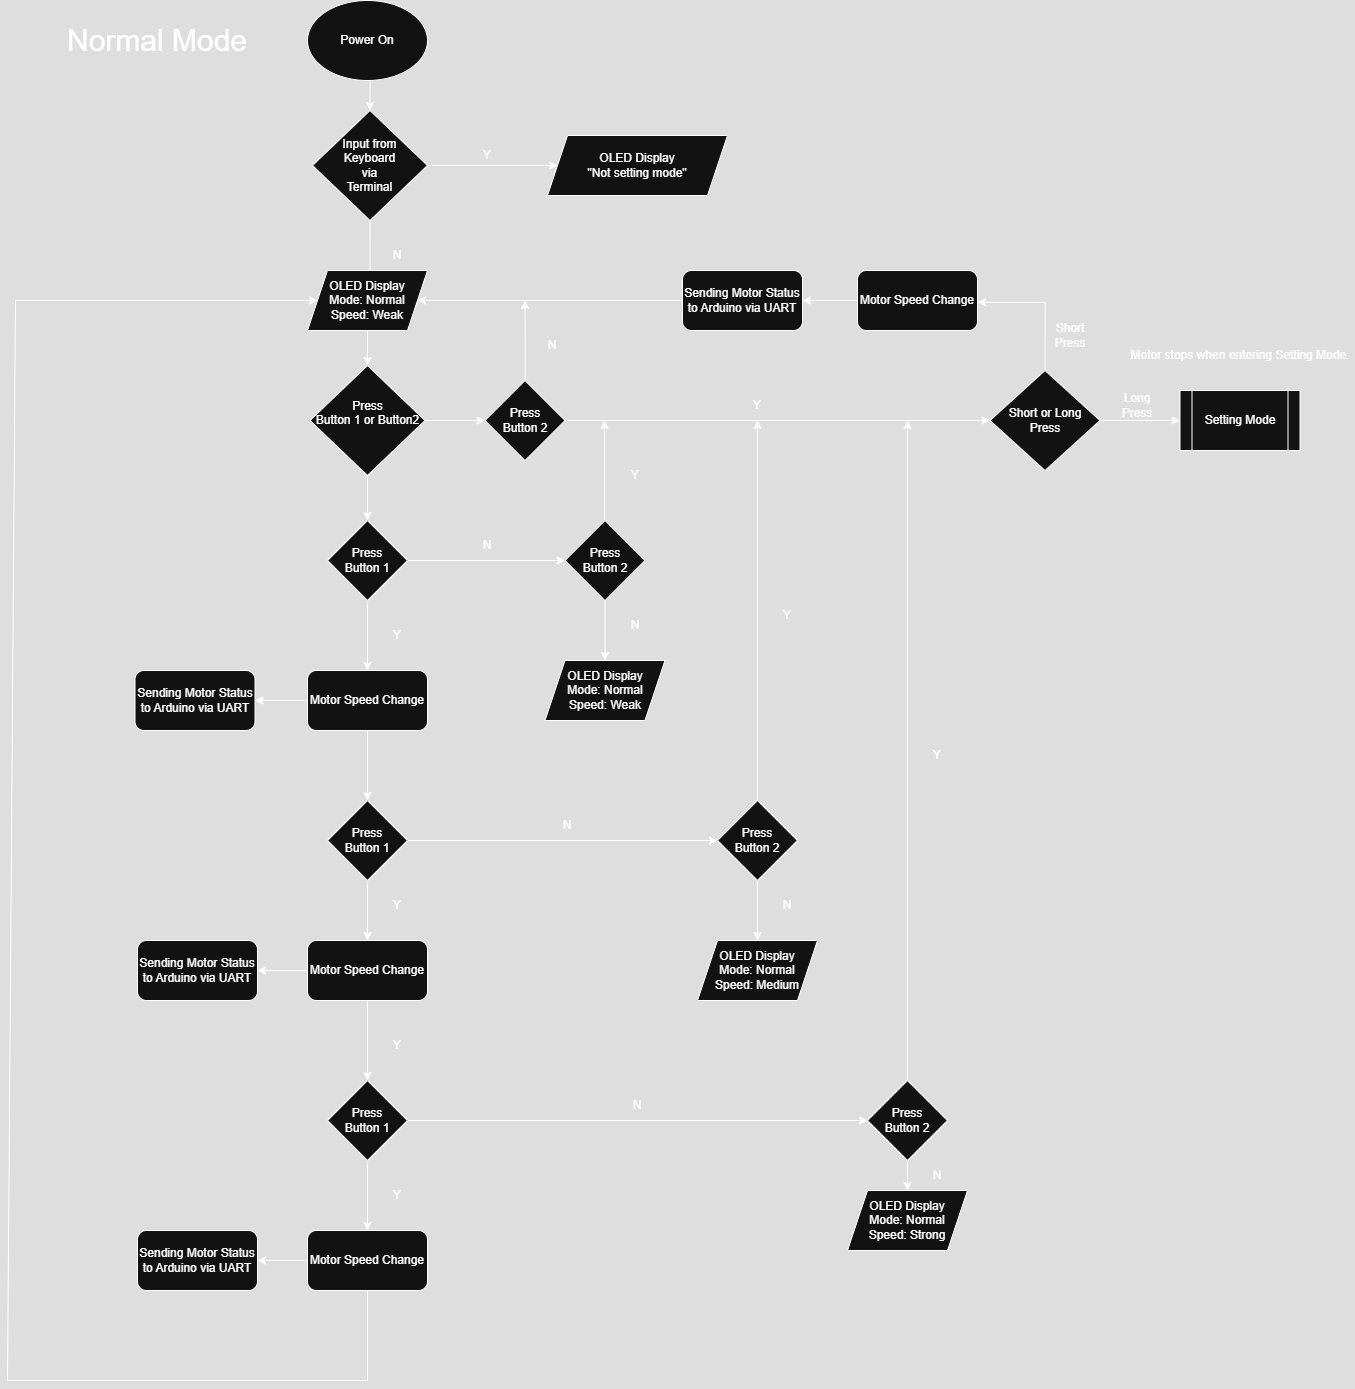 Normal Mode
Power On
Input from
Keyboard
via
Terminal
Y
OLED Display
"Not setting mode"
N
OLED Display
Mode: Normal
Speed: Weak
Sending Motor Status
to Arduino via UART
Motor Speed Change
Short
Press
N
Motor stops when entering Setting Mode.
Press
Button 1 or Button2
Press
Button 2
Y
Short or Long
Press
Long
Press
Setting Mode
Y
Press
Button 1
N
Press
Button 2
Y
Y
N
Sending Motor Status
to Arduino via UART
Motor Speed Change
OLED Display
Mode: Normal
Speed: Weak
Y
Press
Button 1
N
Press
Button 2
Y
N
Sending Motor Status
to Arduino via UART
Motor Speed Change
OLED Display
Mode: Normal
Speed: Medium
Y
Press
Button 1
N
Press
Button 2
Y
N
Sending Motor Status
to Arduino via UART
Motor Speed Change
OLED Display
Mode: Normal
Speed: Strong